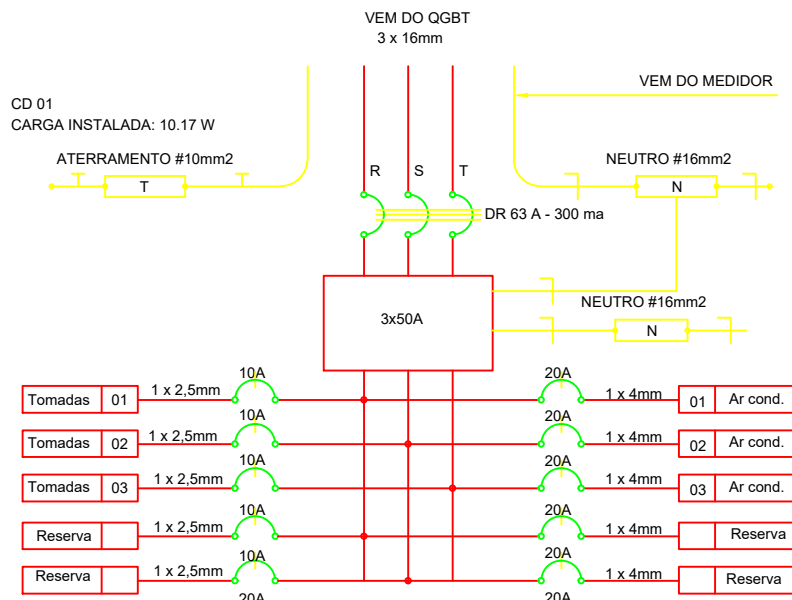 VEM DO QGBT
3 x 16mm
VEM DO MEDIDOR
CD 01
CARGA INSTALADA: 10.17 W
ATERRAMENTO #10mm2
T
R
S
T
NEUTRO #16mm2
N
DR 63 A - 300 ma
3x50A
NEUTRO #16mm2
N
Tomadas 01 1 x 2,5mm 10A 20A 1 x 4mm 01 Ar cond.
Tomadas 02 1 x 2,5mm 10A 20A 1 x 4mm 02 Ar cond.
Tomadas 03 1 x 2,5mm 10A 20A 1 x 4mm 03 Ar cond.
Reserva 1 x 2,5mm 10A 20A 1 x 4mm Reserva
Reserva 1 x 2,5mm 10A 20A 1 x 4mm Reserva
20A 20A